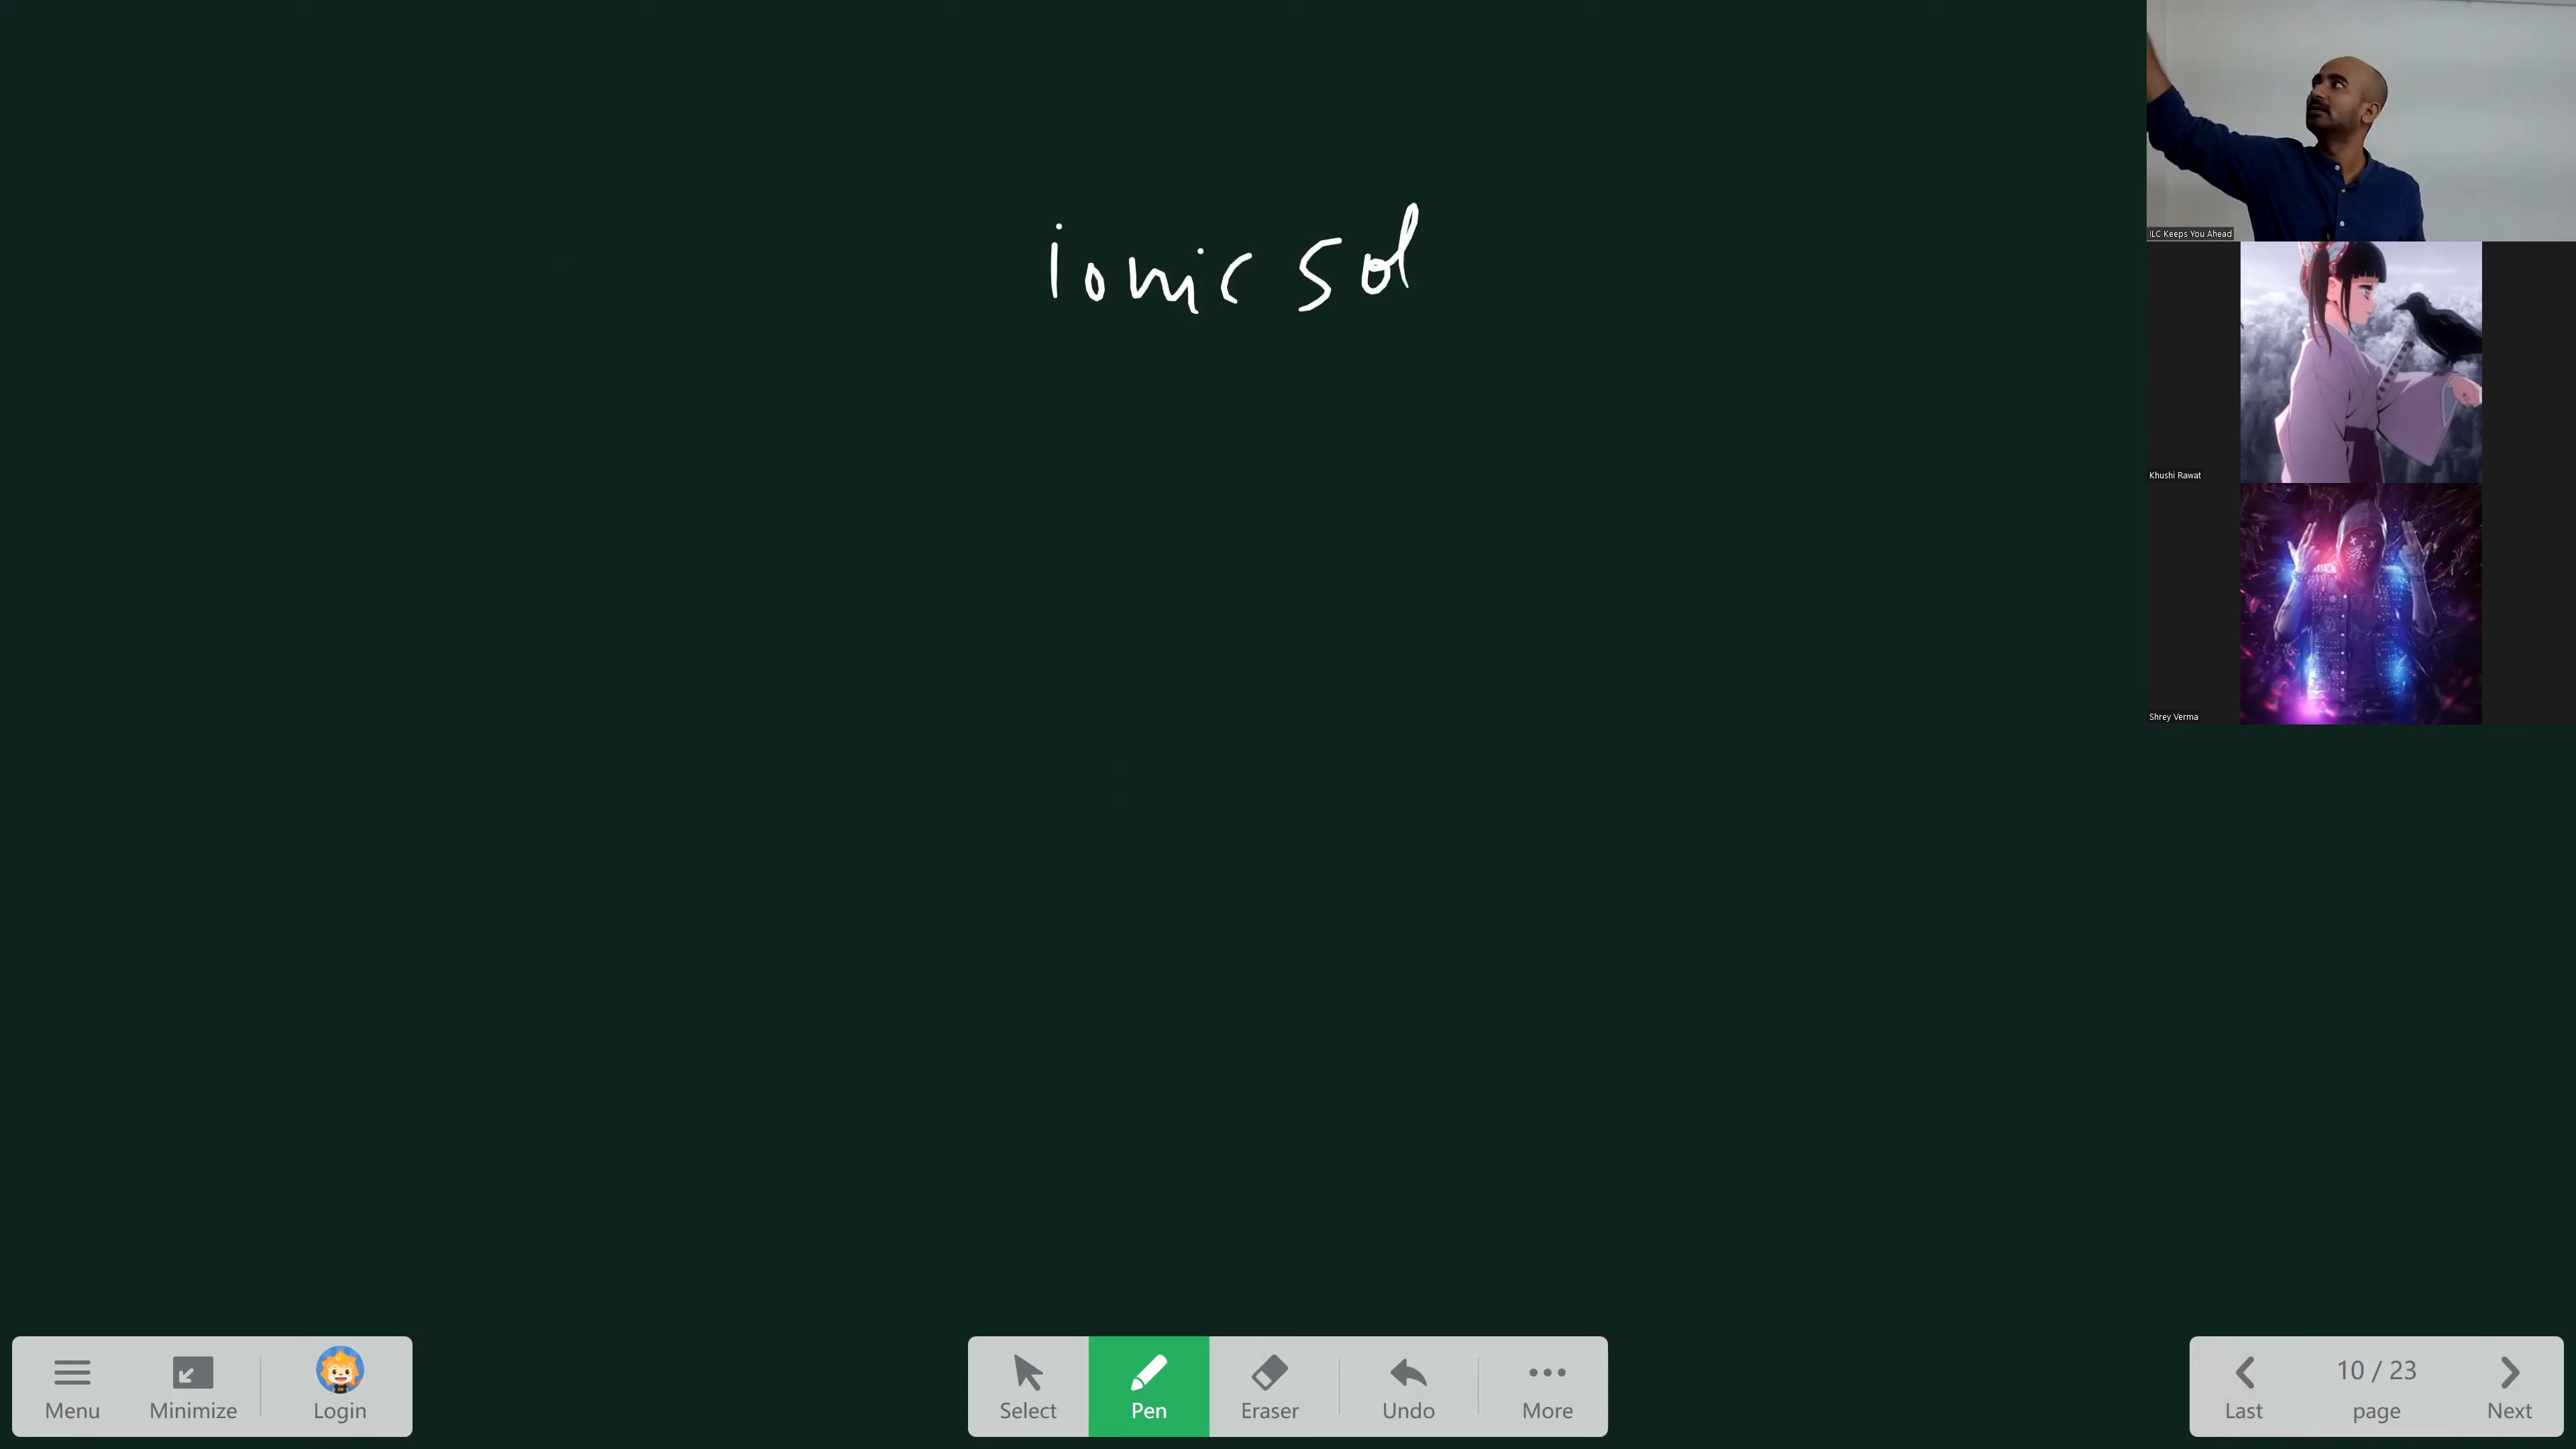 ionic sol
ILC Keeps You Ahead
Khushi Rawat
Shrey Verma
Menu
Minimize
Login
Select
Pen
Eraser
Undo
More
Last
10 / 23
page
Next